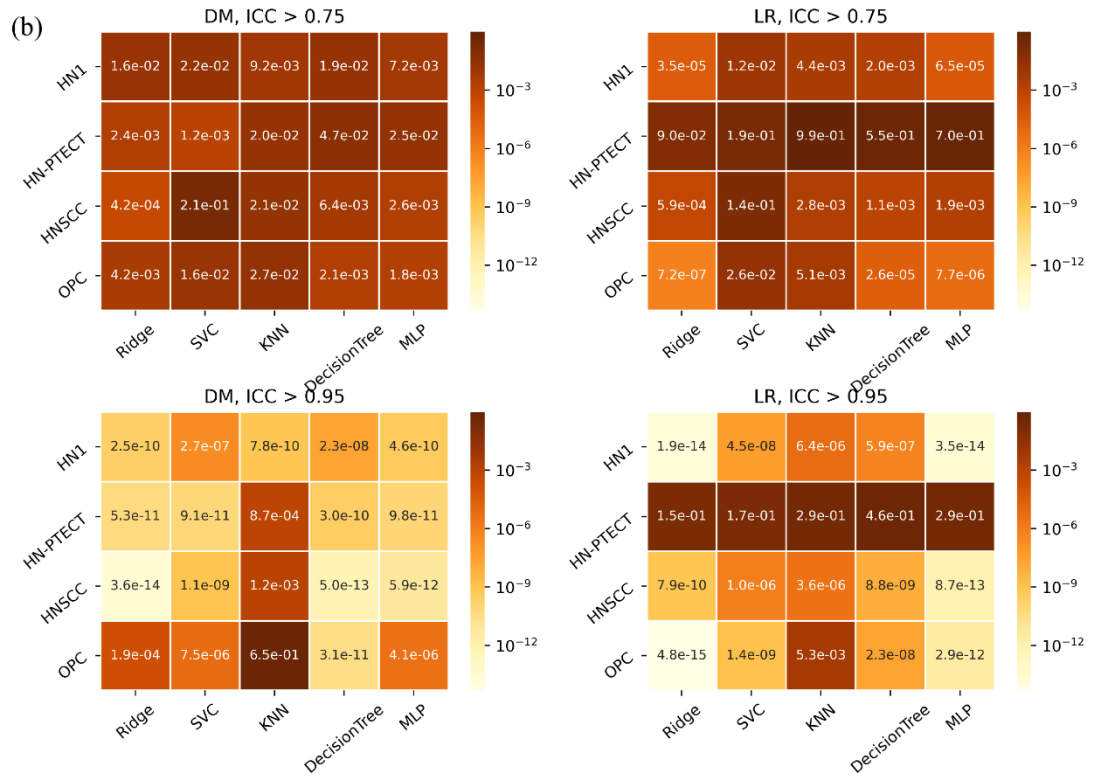 (b)
DM, ICC > 0.75
HN1 1.6e-02 2.2e-02 9.2e-03 1.9e-02 7.2e-03
HN-PTECT 2.4e-03 1.2e-03 2.0e-02 4.7e-02 2.5e-02
HNSCC 4.2e-04 2.1e-01 2.1e-02 6.4e-03 2.6e-03
OPC 4.2e-03 1.6e-02 2.7e-02 2.1e-03 1.8e-03
Ridge SVC KNN DecisionTree MLP
10⁻³
10⁻⁶
10⁻⁹
10⁻¹²
LR, ICC > 0.75
HN1 3.5e-05 1.2e-02 4.4e-03 2.0e-03 6.5e-05
HN-PTECT 9.0e-02 1.9e-01 9.9e-01 5.5e-01 7.0e-01
HNSCC 5.9e-04 1.4e-01 2.8e-03 1.1e-03 1.9e-03
OPC 7.2e-07 2.6e-02 5.1e-03 2.6e-05 7.7e-06
Ridge SVC KNN DecisionTree MLP
10⁻³
10⁻⁶
10⁻⁹
10⁻¹²
DM, ICC > 0.95
HN1 2.5e-10 2.7e-07 7.8e-10 2.3e-08 4.6e-10
HN-PTECT 5.3e-11 9.1e-11 8.7e-04 3.0e-10 9.8e-11
HNSCC 3.6e-14 1.1e-09 1.2e-03 5.0e-13 5.9e-12
OPC 1.9e-04 7.5e-06 6.5e-01 3.1e-11 4.1e-06
Ridge SVC KNN DecisionTree MLP
10⁻³
10⁻⁶
10⁻⁹
10⁻¹²
LR, ICC > 0.95
HN1 1.9e-14 4.5e-08 6.4e-06 5.9e-07 3.5e-14
HN-PTECT 1.5e-01 1.7e-01 2.9e-01 4.6e-01 2.9e-01
HNSCC 7.9e-10 1.0e-06 3.6e-06 8.8e-09 8.7e-13
OPC 4.8e-15 1.4e-09 5.3e-03 2.3e-08 2.9e-12
Ridge SVC KNN DecisionTree MLP
10⁻³
10⁻⁶
10⁻⁹
10⁻¹²